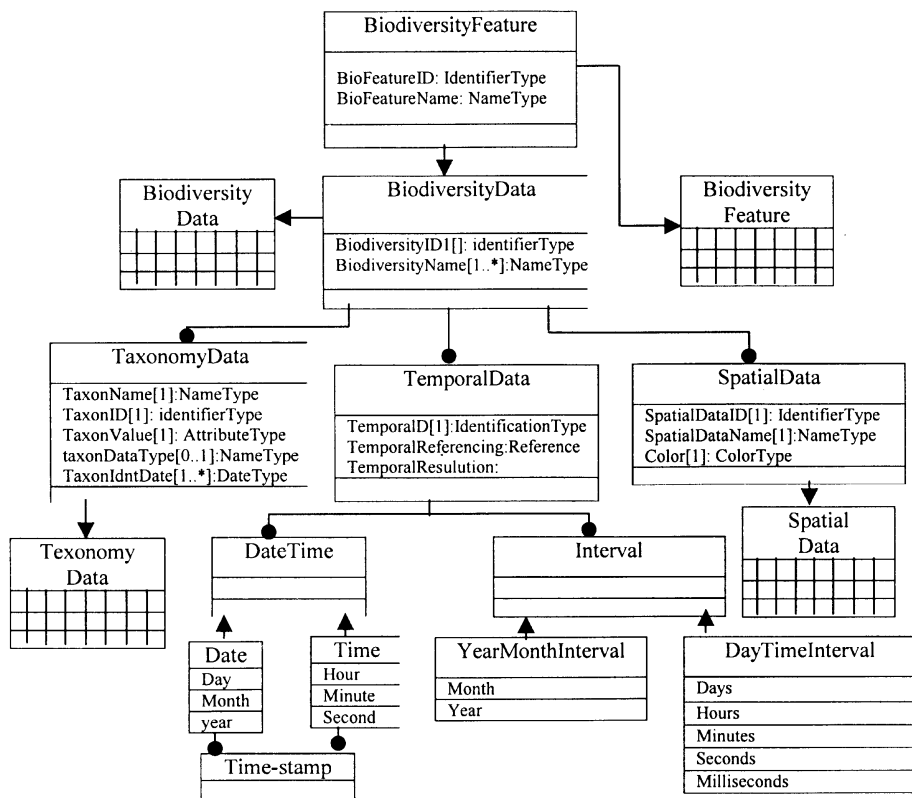 BiodiversityFeature
BioFeatureID: IdentifierType
BioFeatureName: NameType
Biodiversity
Data
BiodiversityData
BiodiversityID1[]: identifierType
BiodiversityName[1..*]:NameType
Biodiversity
Feature
TaxonomyData
TaxonName[1]:NameType
TaxonID[1]: identifierType
TaxonValue[1]: AttributeType
taxonDataType[0..1]:NameType
TaxonIdntDate[1..*]:DateType
TemporalData
TemporalD[1]:IdentificationType
TemporalReferencing:Reference
TemporalResulution:
SpatialData
SpatialDataID[1]: IdentifierType
SpatialDataName[1]:NameType
Color[1]: ColorType
Texonomy
Data
DateTime
Interval
Spatial
Data
Date
Day
Month
year
Time
Hour
Minute
Second
YearMonthInterval
Month
Year
DayTimeInterval
Days
Hours
Minutes
Seconds
Milliseconds
Time-stamp